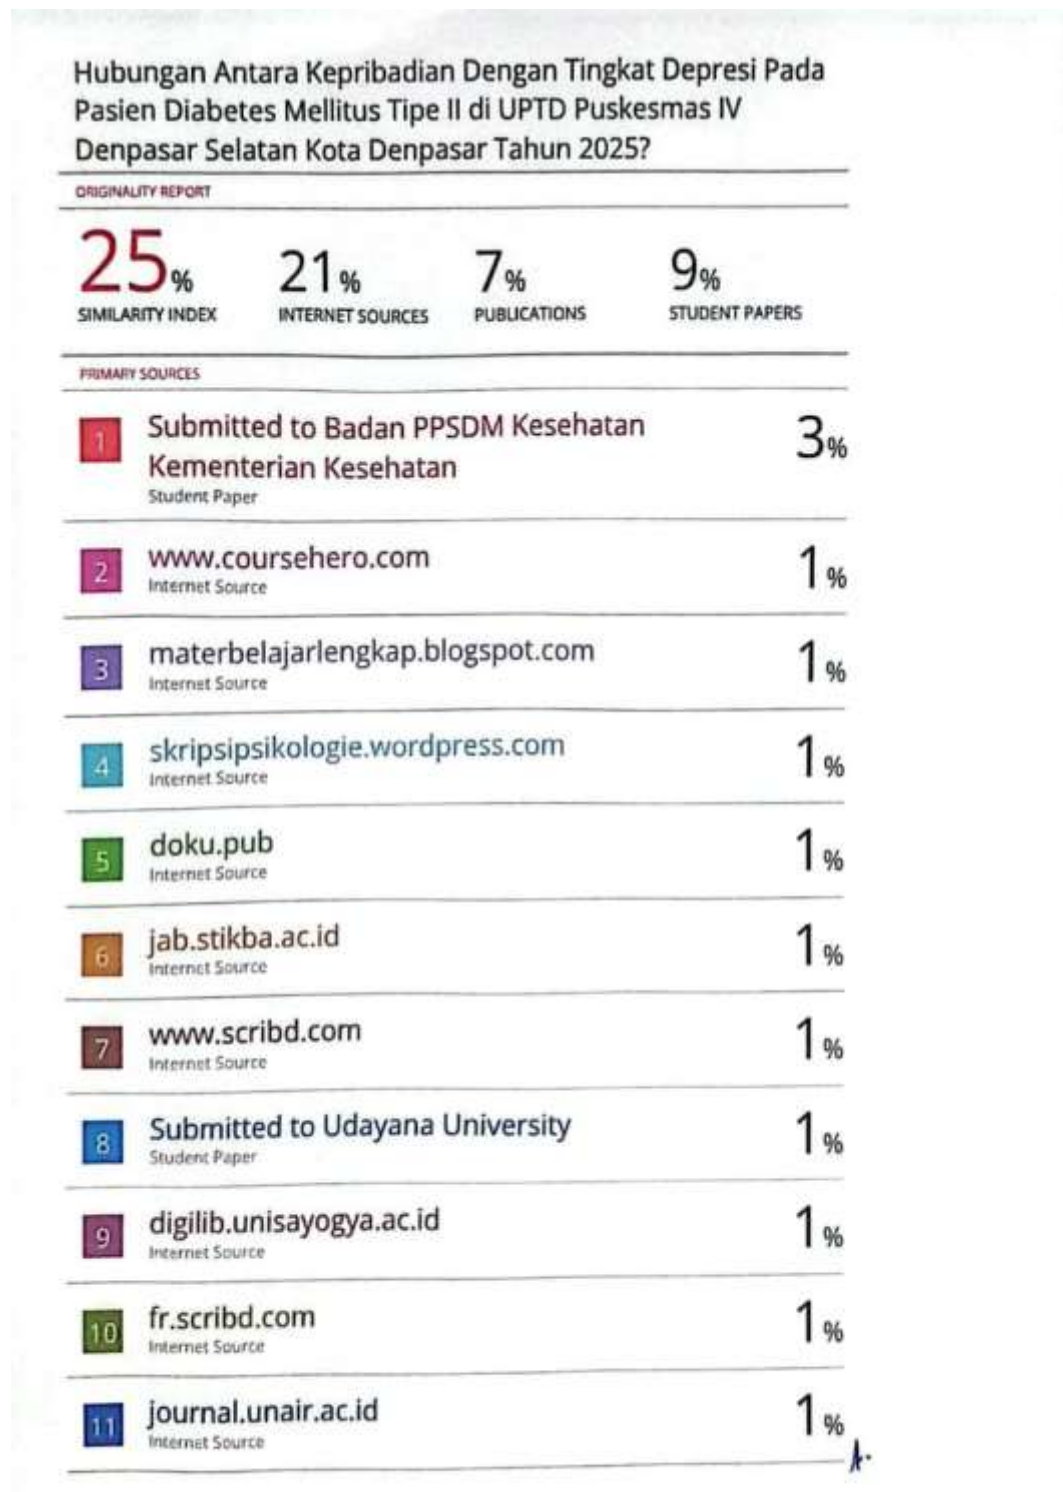 Hubungan Antara Kepribadian Dengan Tingkat Depresi Pada
Pasien Diabetes Mellitus Tipe II di UPTD Puskesmas IV
Denpasar Selatan Kota Denpasar Tahun 2025?
ORIGINALITY REPORT
25%
SIMILARITY INDEX
21%
INTERNET SOURCES
7%
PUBLICATIONS
9%
STUDENT PAPERS
PRIMARY SOURCES
1
Submitted to Badan PPSDM Kesehatan
Kementerian Kesehatan
Student Paper
3%
2
www.coursehero.com
Internet Source
1%
3
materbelajarlengkap.blogspot.com
Internet Source
1%
4
skripsipsikologie.wordpress.com
Internet Source
1%
5
doku.pub
Internet Source
1%
6
jab.stikba.ac.id
Internet Source
1%
7
www.scribd.com
Internet Source
1%
8
Submitted to Udayana University
Student Paper
1%
9
digilib.unisayogya.ac.id
Internet Source
1%
10
fr.scribd.com
Internet Source
1%
11
journal.unair.ac.id
Internet Source
1%